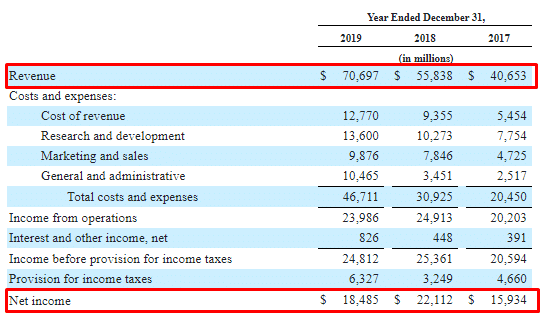 Year Ended December 31,
2019 2018 2017
(in millions)
Revenue $ 70,697 $ 55,838 $ 40,653
Costs and expenses:
Cost of revenue 12,770 9,355 5,454
Research and development 13,600 10,273 7,754
Marketing and sales 9,876 7,846 4,725
General and administrative 10,465 3,451 2,517
Total costs and expenses 46,711 30,925 20,450
Income from operations 23,986 24,913 20,203
Interest and other income, net 826 448 391
Income before provision for income taxes 24,812 25,361 20,594
Provision for income taxes 6,327 3,249 4,660
Net income $ 18,485 $ 22,112 $ 15,934